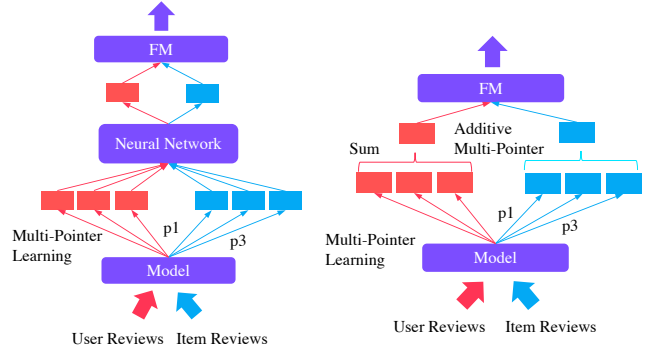 FM
Neural Network
p1
p3
Multi-Pointer
Learning
Model
User Reviews
Item Reviews
FM
Sum
Additive
Multi-Pointer
p1
p3
Multi-Pointer
Learning
Model
User Reviews
Item Reviews